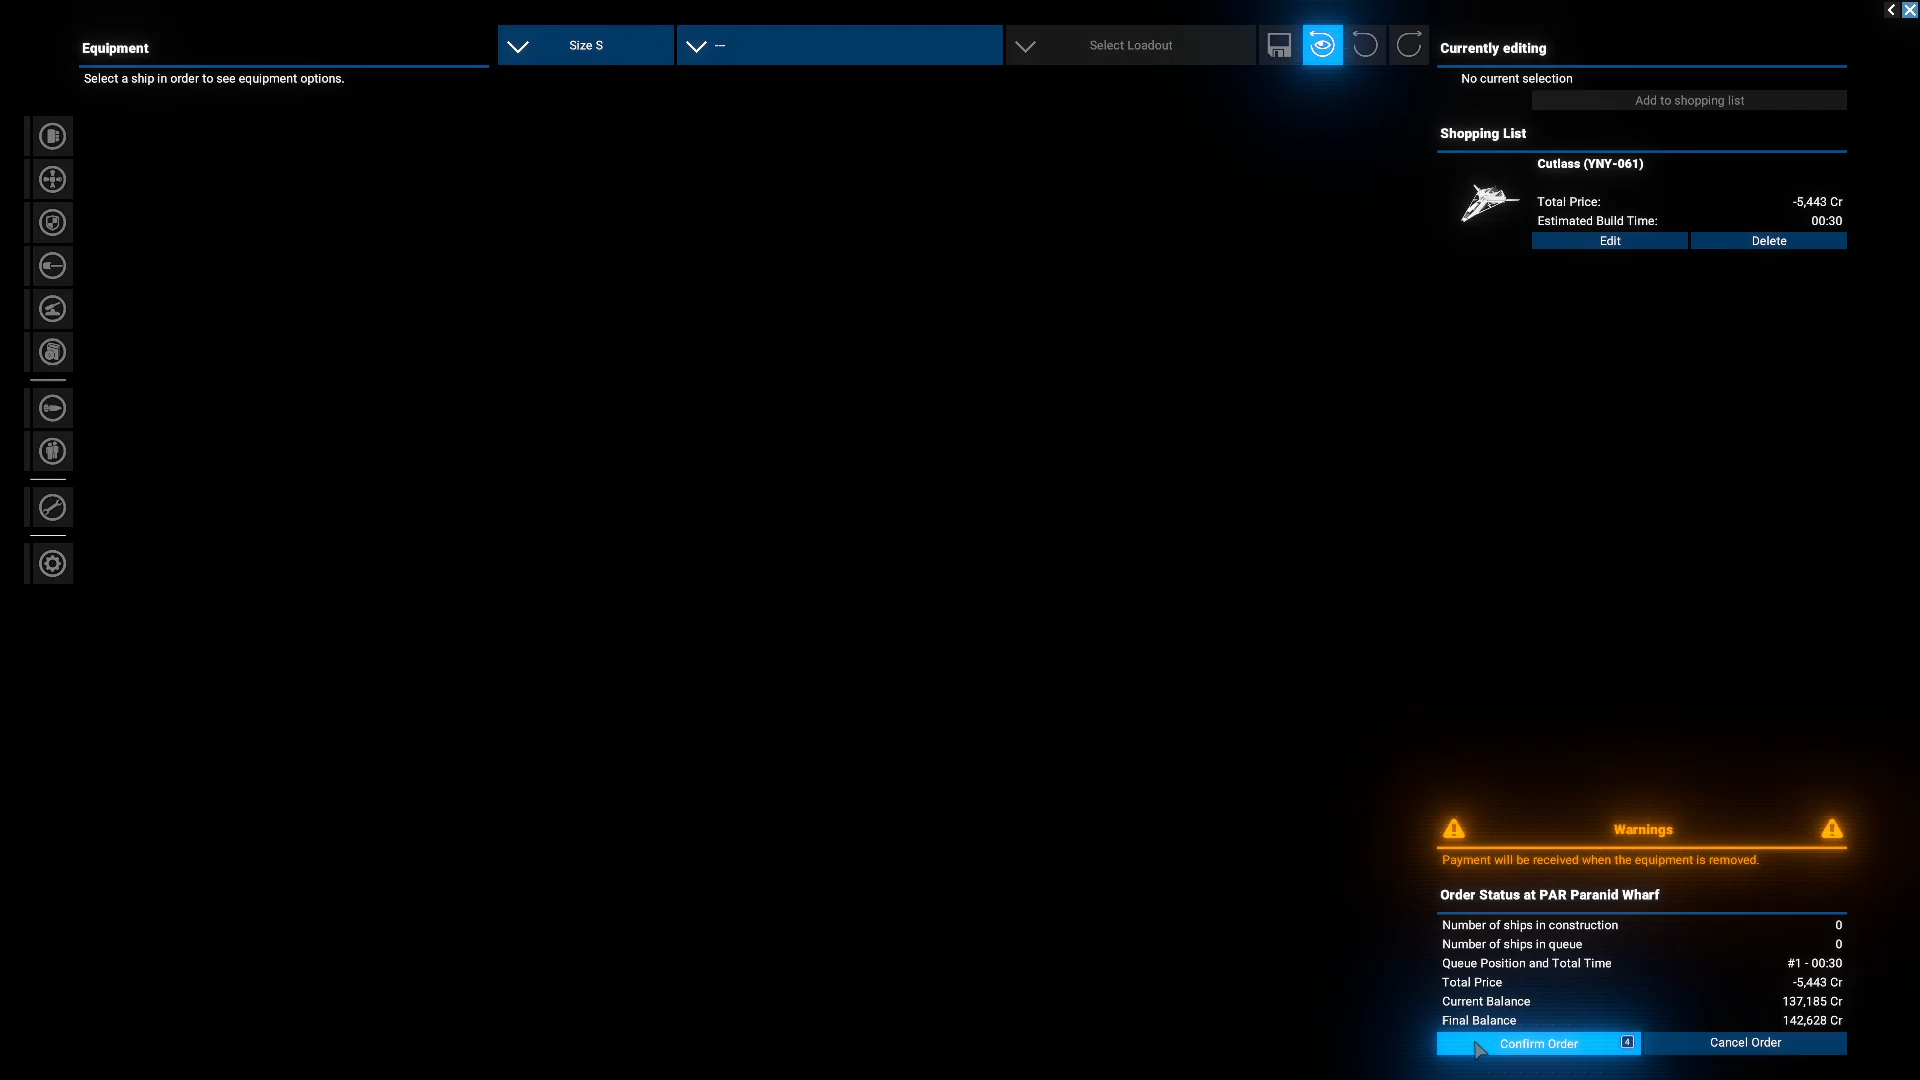 Equipment
Select a ship in order to see equipment options.
Size S
---
Select Loadout
Currently editing
No current selection
Add to shopping list
Shopping List
Cutlass (YNY-061)
Total Price: -5,443 Cr
Estimated Build Time: 00:30
Edit Delete
Warnings
Payment will be received when the equipment is removed.
Order Status at PAR Paranid Wharf
Number of ships in construction 0
Number of ships in queue 0
Queue Position and Total Time #1 - 00:30
Total Price -5,443 Cr
Current Balance 137,185 Cr
Final Balance 142,628 Cr
Confirm Order 4 Cancel Order